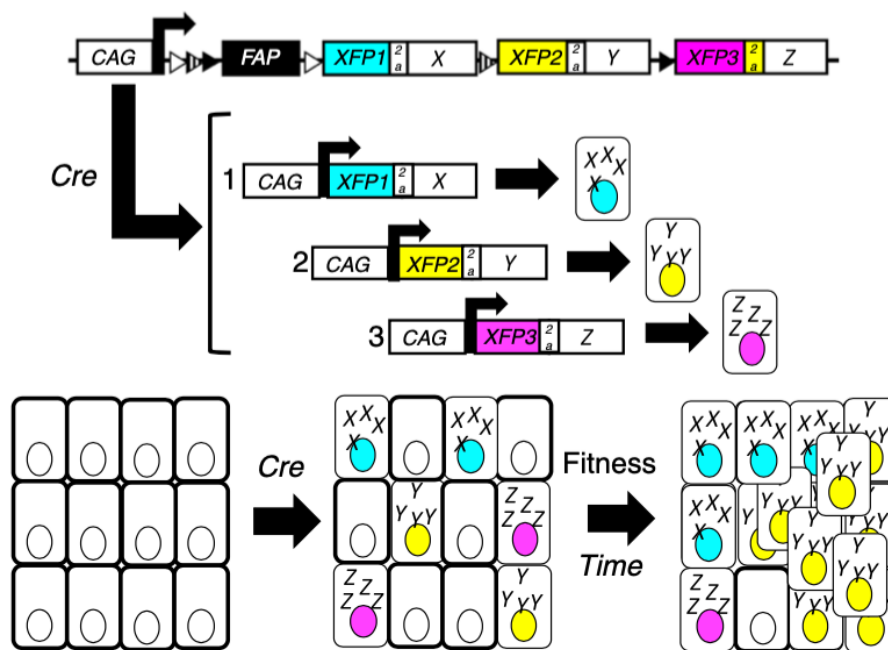 CAG FAP XFP1 2a X XFP2 2a Y XFP3 2a Z
Cre
1 CAG XFP1 2a X X X X X
2 CAG XFP2 2a Y Y Y Y Y
3 CAG XFP3 2a Z Z Z Z Z Z
Cre
Fitness
Time
X X X X X X X X
Y Y Y Y Z Z Z Z Z
Z Z Z Z Z Y Y Y Y
X X X X X X X X X X Y Y Y Y
Y Y Y Y
X X X X Y Y Y Y Y
Y Y Y Y
Y Y Y Y
Z Z Z Z Z Y Y Y Y